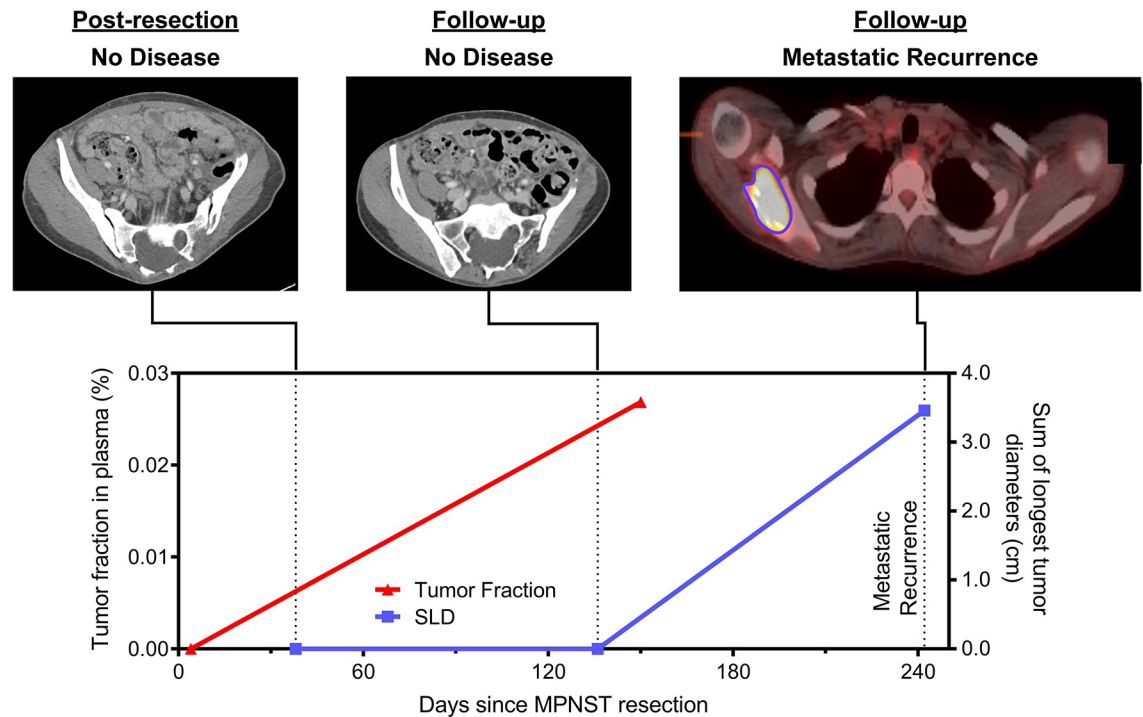 Post-resection
No Disease
Follow-up
No Disease
Follow-up
Metastatic Recurrence
Tumor fraction in plasma (%)
0.03
0.02
0.01
0.00
0
60
120
180
240
Days since MPNST resection
Tumor Fraction
SLD
Metastatic
Recurrence
4.0
3.0
2.0
1.0
0.0
Sum of longest tumor
diameters (cm)